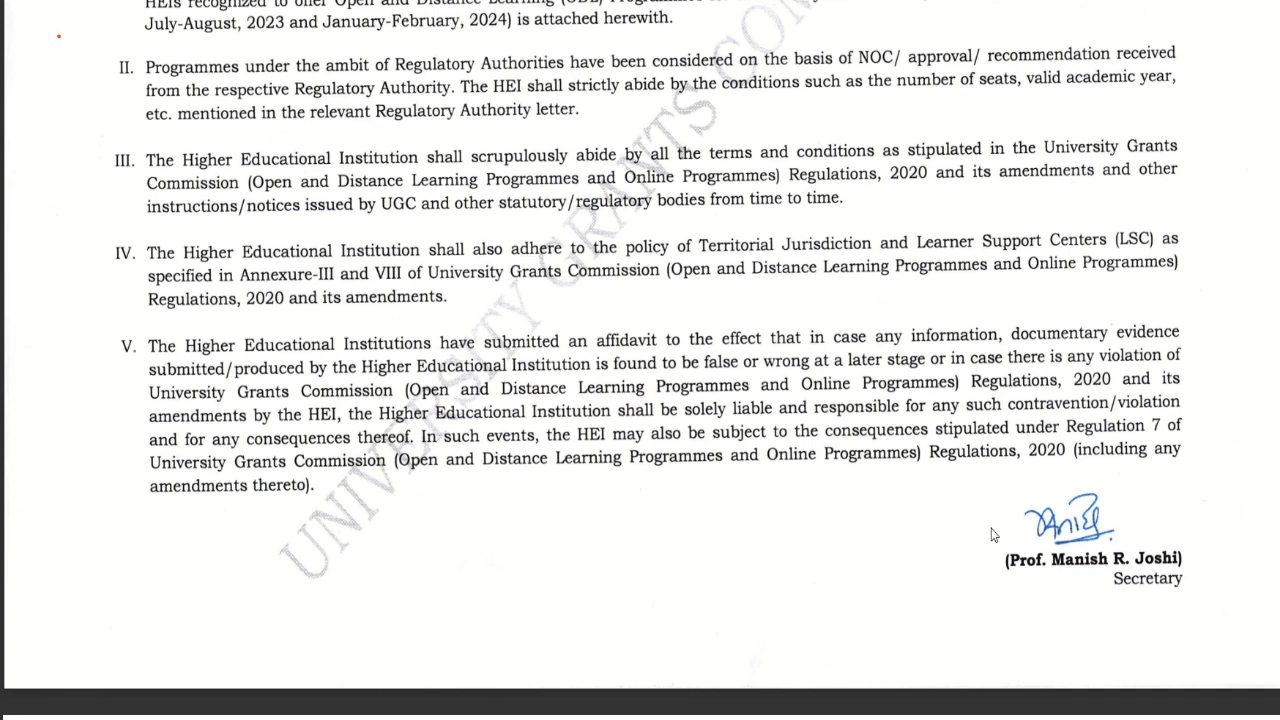 HEIs recognized to offer Open and Distance Learning (ODL) Programmes
July-August, 2023 and January-February, 2024) is attached herewith.
II. Programmes under the ambit of Regulatory Authorities have been considered on the basis of NOC/ approval/ recommendation received
from the respective Regulatory Authority. The HEI shall strictly abide by the conditions such as the number of seats, valid academic year,
etc. mentioned in the relevant Regulatory Authority letter.
III. The Higher Educational Institution shall scrupulously abide by all the terms and conditions as stipulated in the University Grants
Commission (Open and Distance Learning Programmes and Online Programmes) Regulations, 2020 and its amendments and other
instructions/notices issued by UGC and other statutory/regulatory bodies from time to time.
IV. The Higher Educational Institution shall also adhere to the policy of Territorial Jurisdiction and Learner Support Centers (LSC) as
specified in Annexure-III and VIII of University Grants Commission (Open and Distance Learning Programmes and Online Programmes)
Regulations, 2020 and its amendments.
V. The Higher Educational Institutions have submitted an affidavit to the effect that in case any information, documentary evidence
submitted/produced by the Higher Educational Institution is found to be false or wrong at a later stage or in case there is any violation of
University Grants Commission (Open and Distance Learning Programmes and Online Programmes) Regulations, 2020 and its
amendments by the HEI, the Higher Educational Institution shall be solely liable and responsible for any such contravention/violation
and for any consequences thereof. In such events, the HEI may also be subject to the consequences stipulated under Regulation 7 of
University Grants Commission (Open and Distance Learning Programmes and Online Programmes) Regulations, 2020 (including any
amendments thereto).
(Prof. Manish R. Joshi)
Secretary
UNIVERSITY GRANTS COM